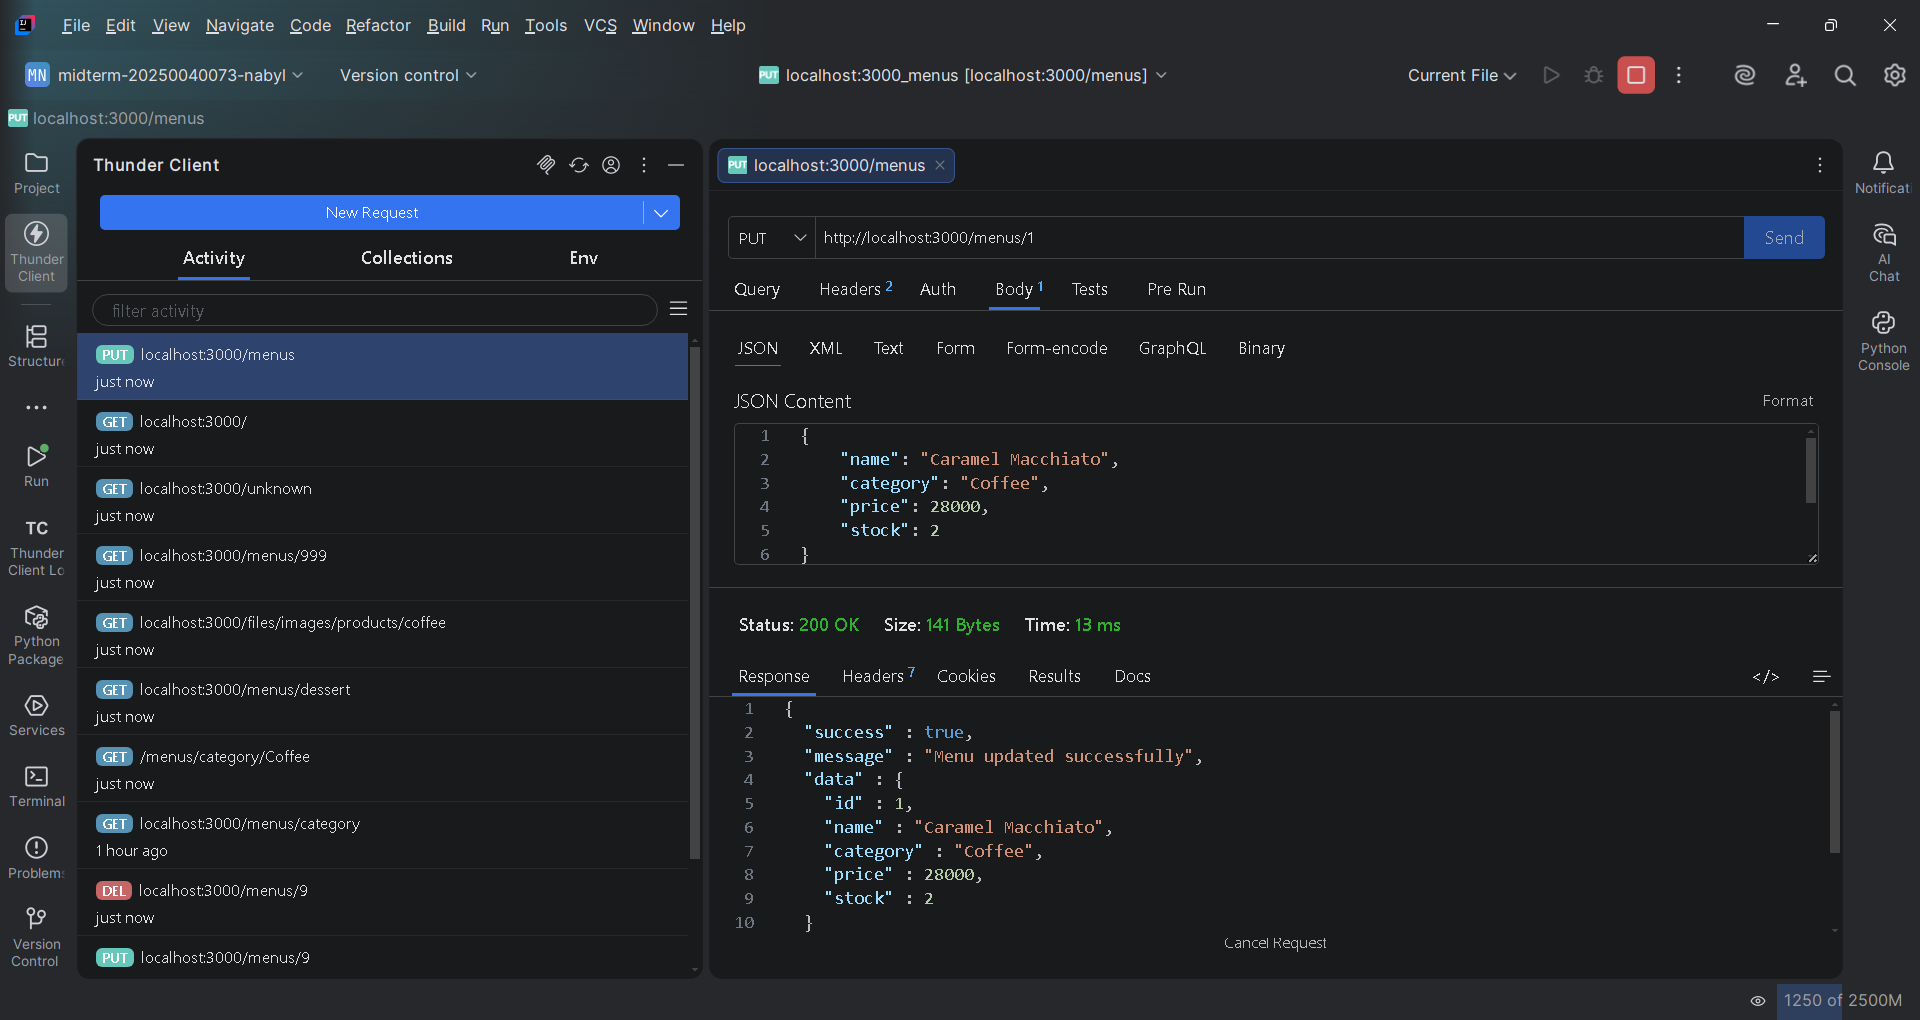 File Edit View Navigate Code Refactor Build Run Tools VCS Window Help
MN midterm-20250040073-nabyl Version control PUT localhost:3000_menus [localhost:3000/menus] Current File
PUT localhost:3000/menus
Project
Thunder Client
Structure
Run
TC
Thunder Client Lo
Python Package
Services
Terminal
Problems
Version Control
Thunder Client
New Request
Activity Collections Env
filter activity
PUT localhost:3000/menus
just now
GET localhost:3000/
just now
GET localhost:3000/unknown
just now
GET localhost:3000/menus/999
just now
GET localhost:3000/files/images/products/coffee
just now
GET localhost:3000/menus/dessert
just now
GET /menus/category/Coffee
just now
GET localhost:3000/menus/category
1 hour ago
DEL localhost:3000/menus/9
just now
PUT localhost:3000/menus/9
PUT localhost:3000/menus
PUT http://localhost:3000/menus/1 Send
Query Headers 2 Auth Body 1 Tests Pre Run
JSON XML Text Form Form-encode GraphQL Binary
JSON Content Format
1 {
2 "name": "Caramel Macchiato",
3 "category": "Coffee",
4 "price": 28000,
5 "stock": 2
6 }
Status: 200 OK Size: 141 Bytes Time: 13 ms
Response Headers 7 Cookies Results Docs </>
1 {
2 "success" : true,
3 "message" : "Menu updated successfully",
4 "data" : {
5 "id" : 1,
6 "name" : "Caramel Macchiato",
7 "category" : "Coffee",
8 "price" : 28000,
9 "stock" : 2
10 }
Cancel Request
Notificati
AI Chat
Python Console
1250 of 2500M